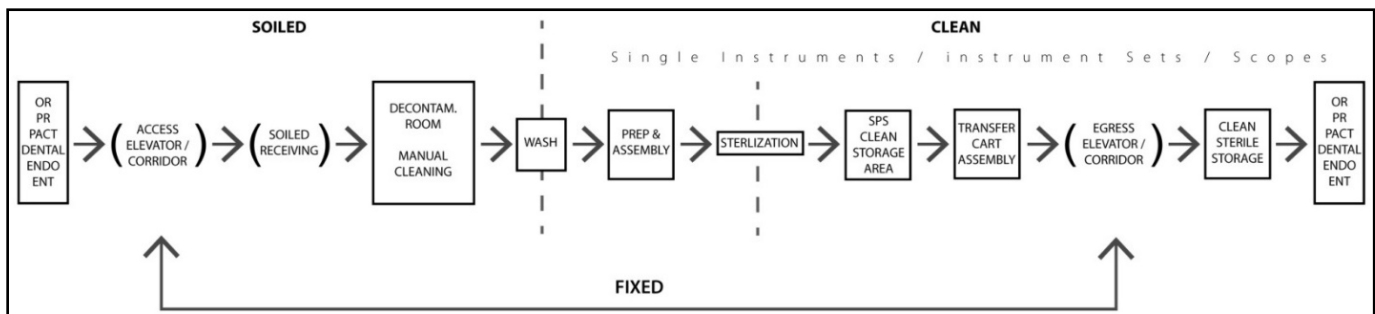 SOILED
CLEAN
Single Instruments / instrument Sets / Scopes
OR
PR
PACT
DENTAL
ENDO
ENT
( ACCESS
ELEVATOR /
CORRIDOR )
( SOILED
RECEIVING )
DECONTAM.
ROOM
MANUAL
CLEANING
WASH
PREP &
ASSEMBLY
STERLIZATION
SPS
CLEAN
STORAGE
AREA
TRANSFER
CART
ASSEMBLY
( EGRESS
ELEVATOR /
CORRIDOR )
CLEAN
STERILE
STORAGE
OR
PR
PACT
DENTAL
ENDO
ENT
FIXED